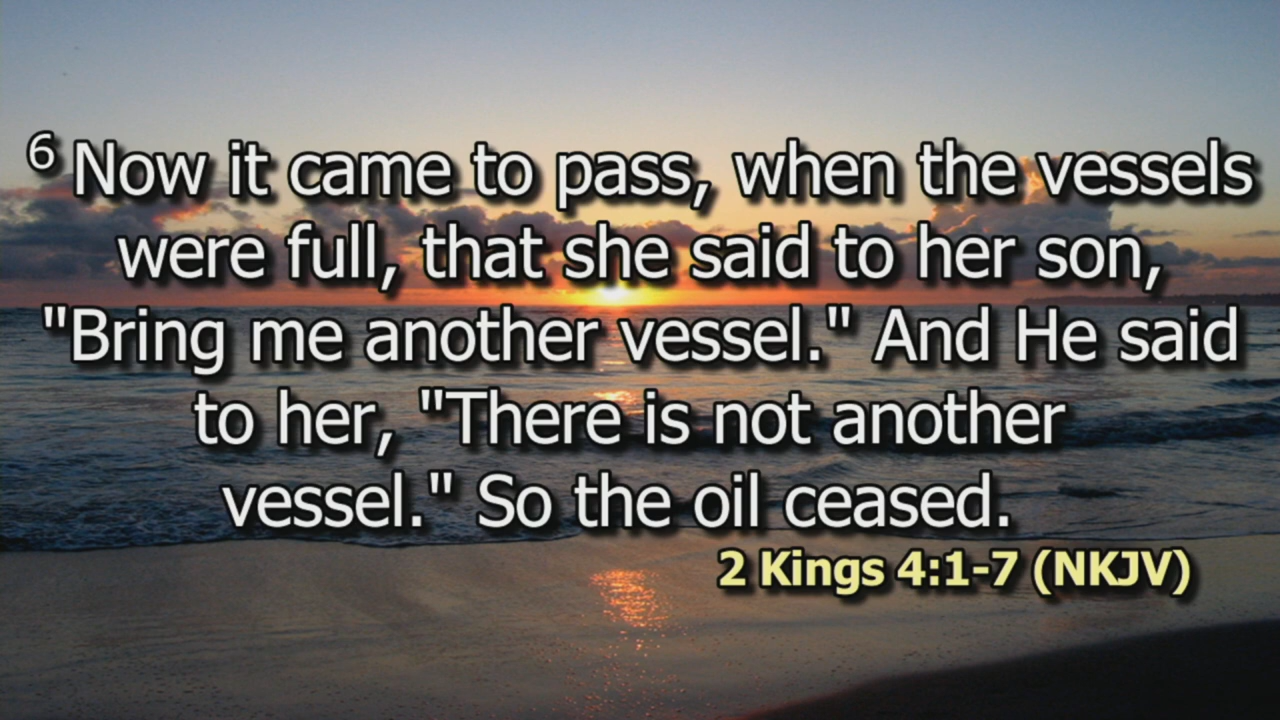 6 Now it came to pass, when the vessels
were full, that she said to her son,
"Bring me another vessel." And He said
to her, "There is not another
vessel." So the oil ceased.
2 Kings 4:1-7 (NKJV)